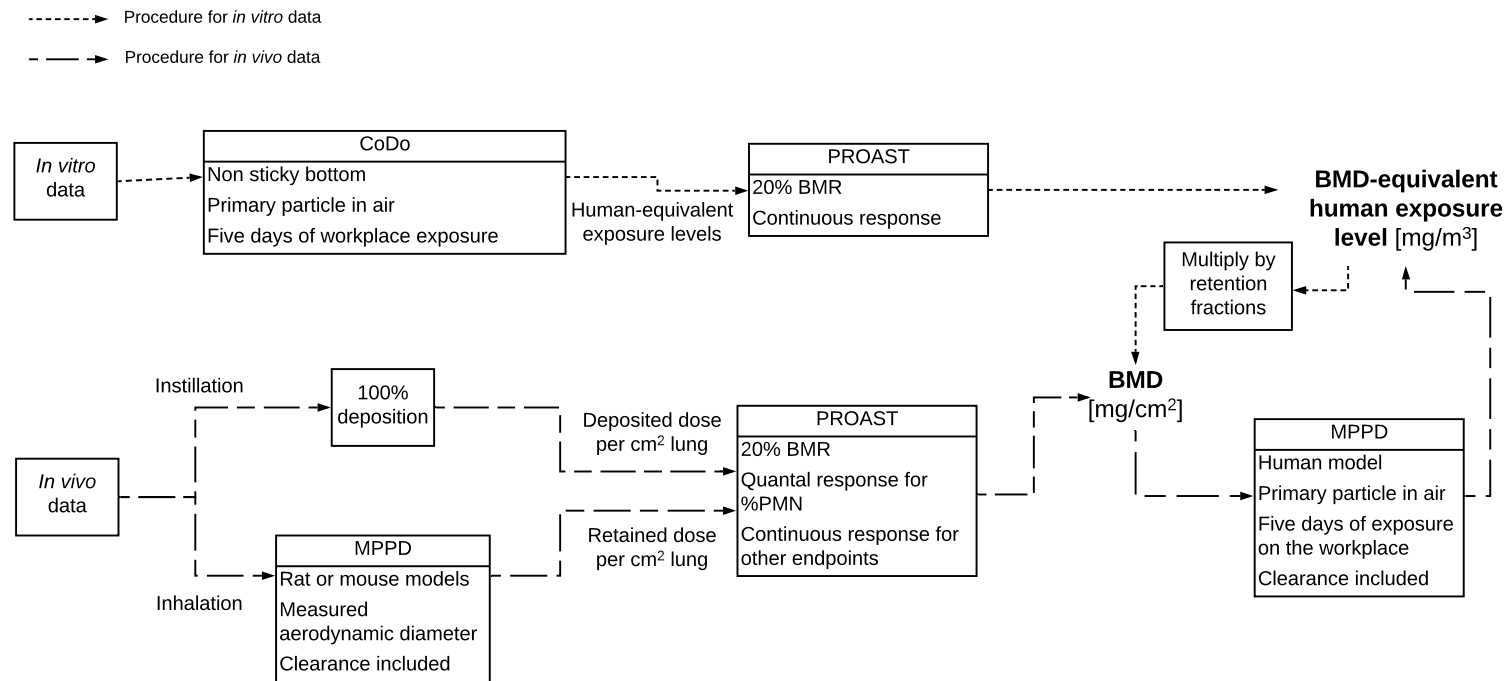 Procedure for in vitro data
Procedure for in vivo data
In vitro
data
CoDo
Non sticky bottom
Primary particle in air
Five days of workplace exposure
Human-equivalent
exposure levels
PROAST
20% BMR
Continuous response
BMD-equivalent
human exposure
level [mg/m³]
Multiply by
retention
fractions
BMD
[mg/cm²]
In vivo
data
Instillation
100%
deposition
Deposited dose
per cm² lung
Inhalation
MPPD
Rat or mouse models
Measured
aerodynamic diameter
Clearance included
Retained dose
per cm² lung
PROAST
20% BMR
Quantal response for
%PMN
Continuous response for
other endpoints
MPPD
Human model
Primary particle in air
Five days of exposure
on the workplace
Clearance included